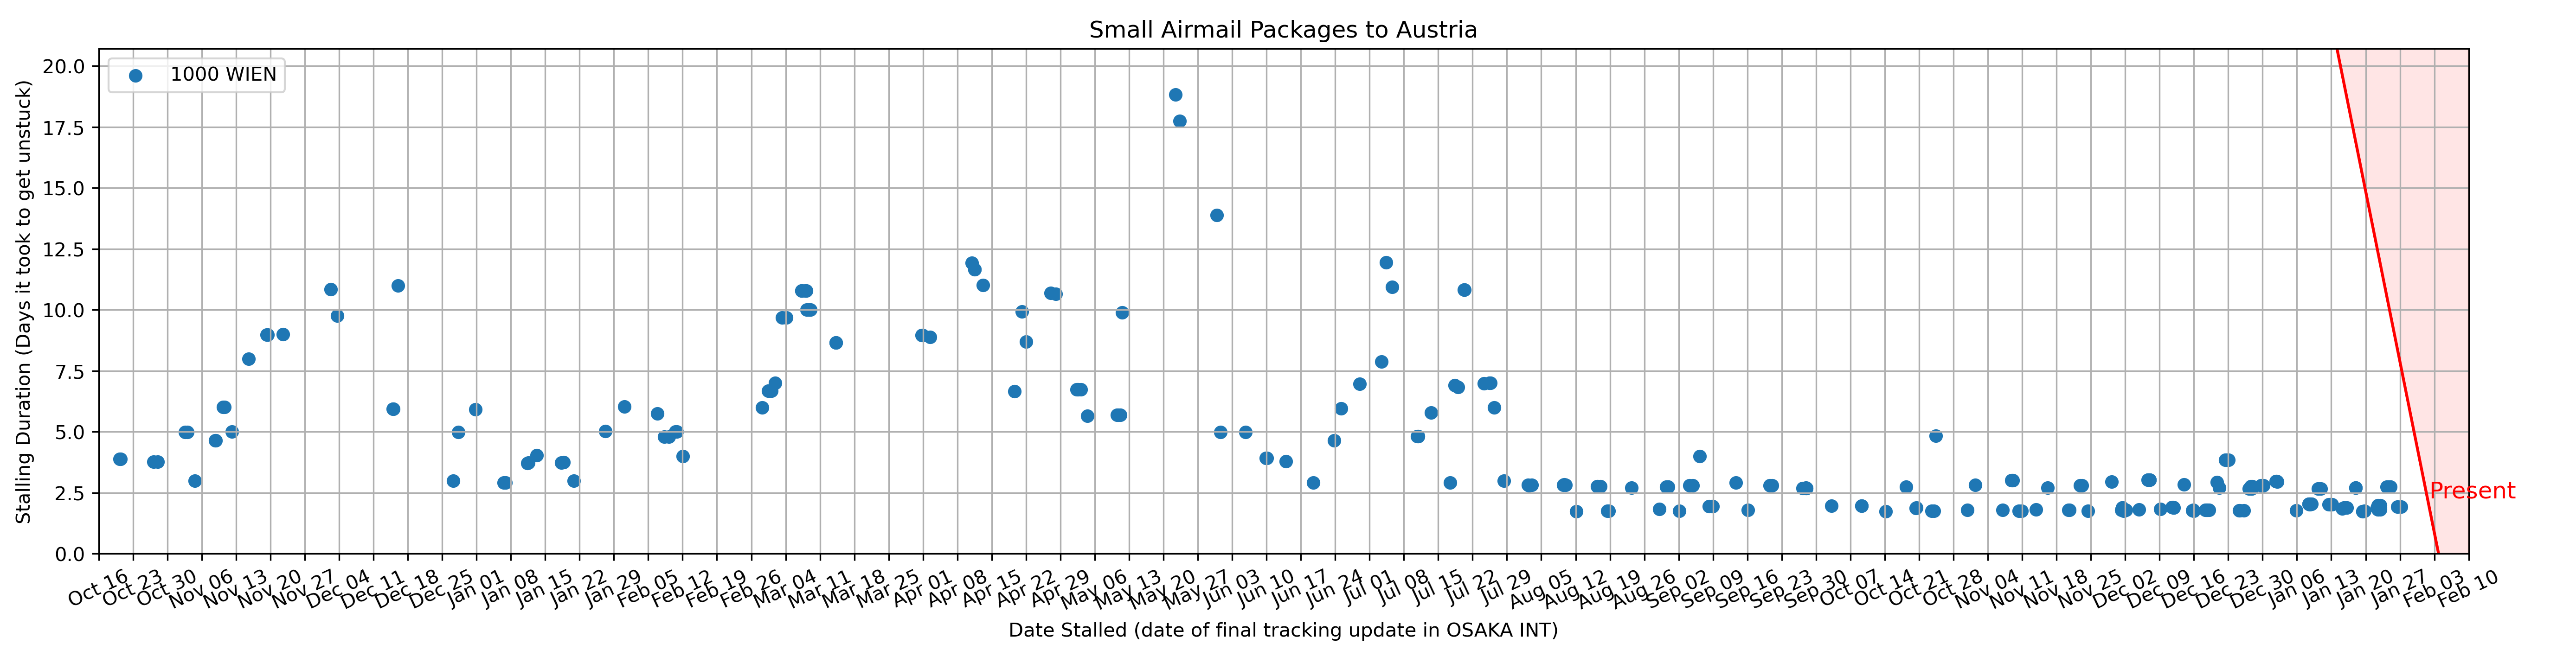 Small Airmail Packages to Austria
1000 WIEN
Stalling Duration (Days it took to get unstuck)
20.0
17.5
15.0
12.5
10.0
7.5
5.0
2.5
0.0
Present
Oct 16 Oct 23 Oct 30 Nov 06 Nov 13 Nov 20 Nov 27 Dec 04 Dec 11 Dec 18 Dec 25 Jan 01 Jan 08 Jan 15 Jan 22 Jan 29 Feb 05 Feb 12 Feb 19 Feb 26 Mar 04 Mar 11 Mar 18 Mar 25 Apr 01 Apr 08 Apr 15 Apr 22 Apr 29 May 06 May 13 May 20 May 27 Jun 03 Jun 10 Jun 17 Jun 24 Jul 01 Jul 08 Jul 15 Jul 22 Jul 29 Aug 05 Aug 12 Aug 19 Aug 26 Sep 02 Sep 09 Sep 16 Sep 23 Sep 30 Oct 07 Oct 14 Oct 21 Oct 28 Nov 04 Nov 11 Nov 18 Nov 25 Dec 02 Dec 09 Dec 16 Dec 23 Dec 30 Jan 06 Jan 13 Jan 20 Jan 27 Feb 03 Feb 10
Date Stalled (date of final tracking update in OSAKA INT)